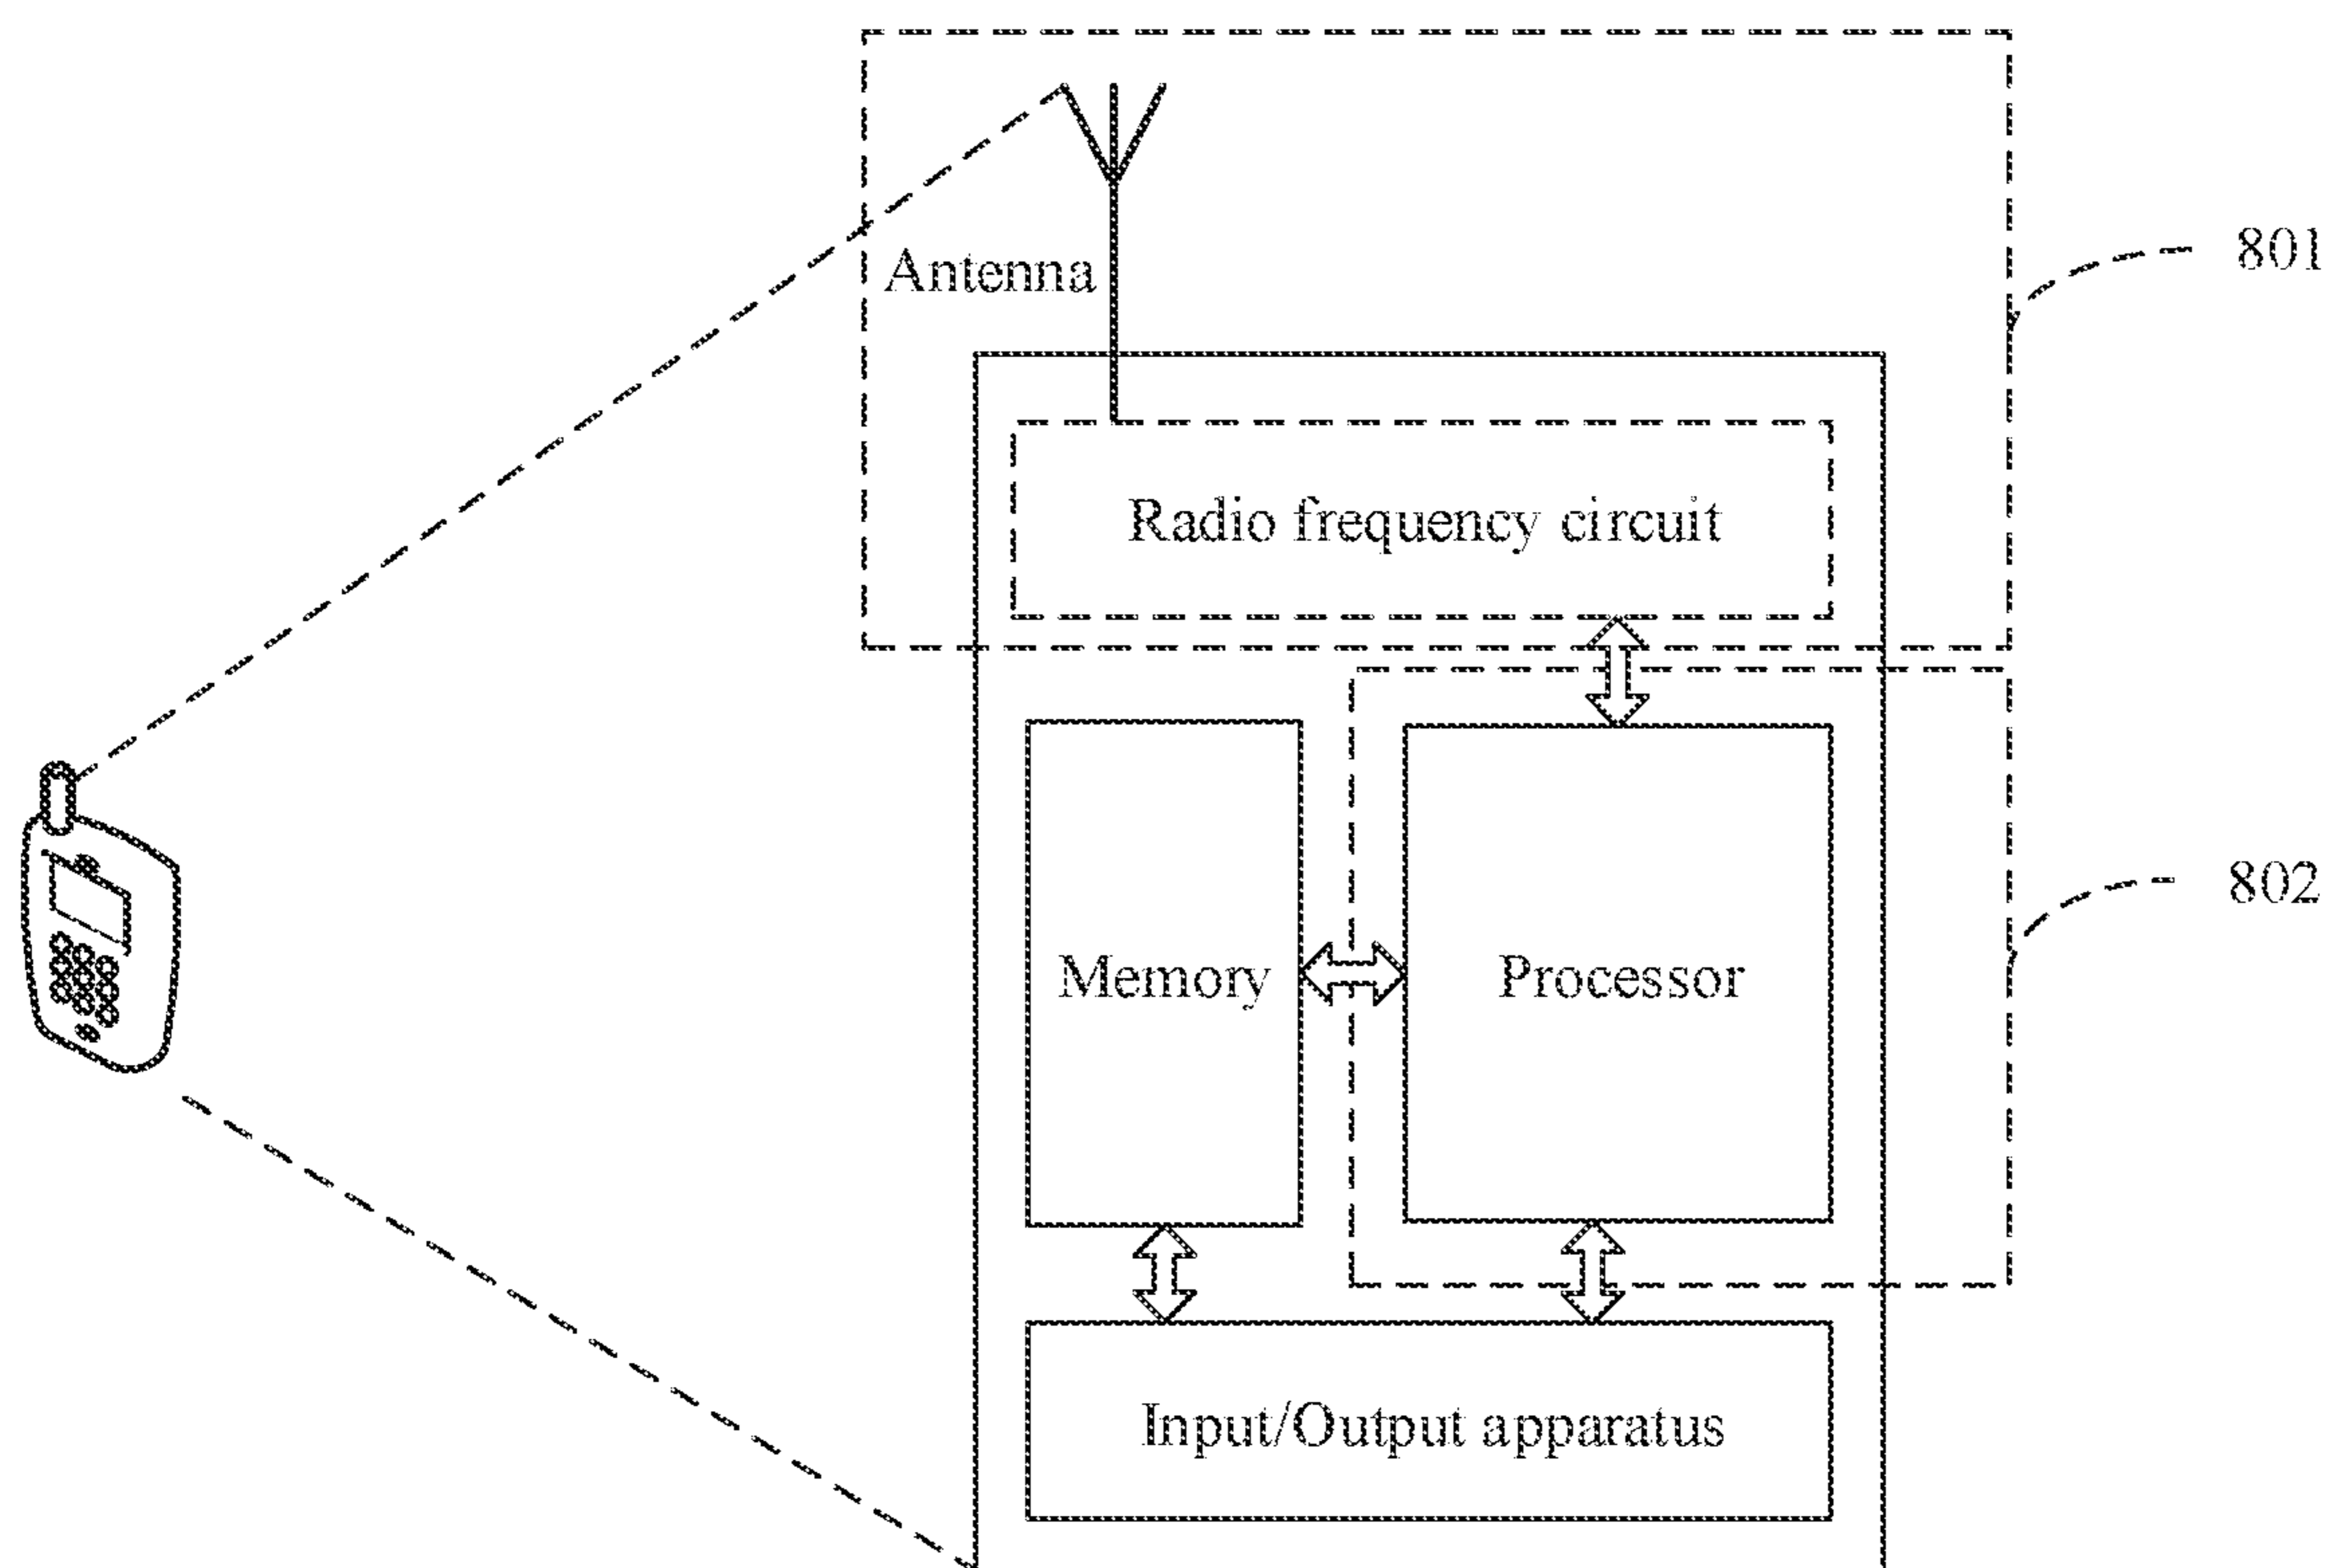 801
Antenna
Radio frequency circuit
802
Memory
Processor
Input/Output apparatus